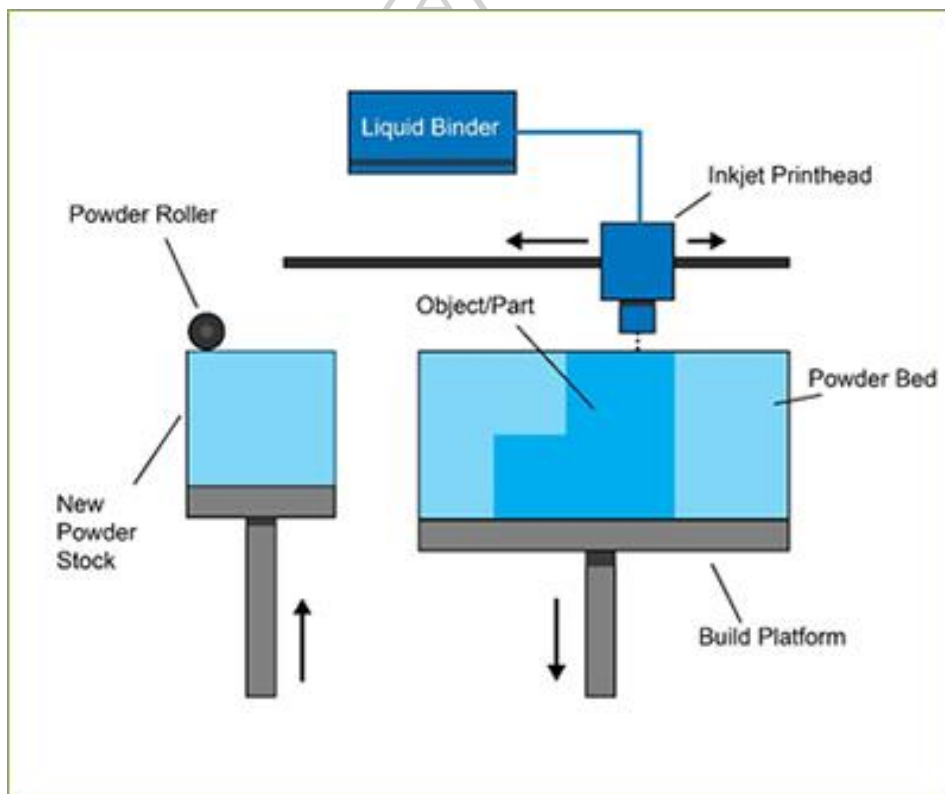 Liquid Binder
Inkjet Printhead
Powder Roller
Object/Part
Powder Bed
New
Powder
Stock
Build Platform